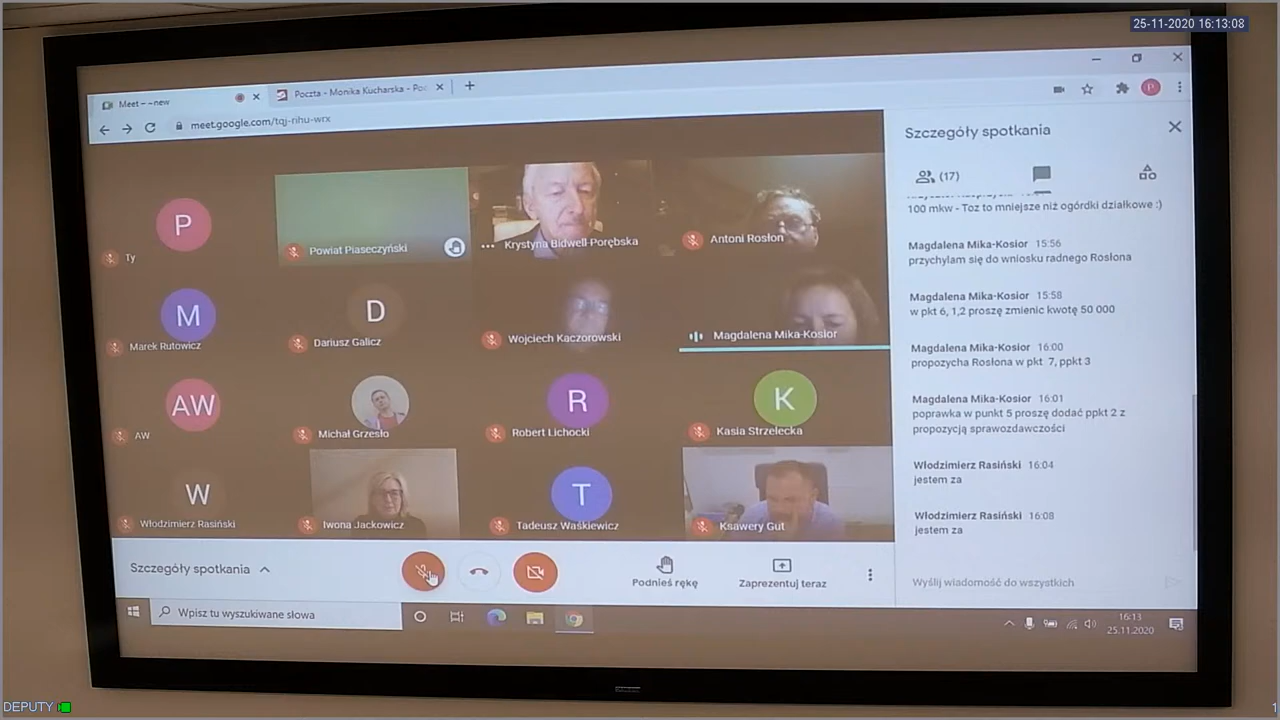 25-11-2020 16:13:08
Meet – ~new
Poczta - Monika Kucharska - Po
meet.google.com/tqj-nhu-wrx
P
Szczegóły spotkania
(17)
100 mkw - Toż to mniejsze niż ogórdki działkowe :)
Magdalena Mika-Kosior 15:56
przychylam się do wniosku radnego Rosłona
Magdalena Mika-Kosior 15:58
w pkt 6, 1,2 proszę zmienic kwotę 50 000
Magdalena Mika-Kosior 16:00
propozycha Rosłona w pkt 7, ppkt 3
Magdalena Mika-Kosior 16:01
poprawka w punkt 5 proszę dodać ppkt 2 z
propozycją sprawozdawczości
Włodzimierz Rasiński 16:04
jestem za
Włodzimierz Rasiński 16:08
jestem za
Wyślij wiadomość do wszystkich
P
Ty
Powiat Piaseczyński
Krystyna Bidwell-Porębska
Antoni Rosłon
M
Marek Rutowicz
D
Dariusz Galicz
Wojciech Kaczorowski
Magdalena Mika-Kosior
AW
AW
Michał Grzesło
R
Robert Lichocki
K
Kasia Strzelecka
W
Włodzimierz Rasiński
Iwona Jackowicz
T
Tadeusz Waśkiewicz
Ksawery Gut
Szczegóły spotkania
Podnieś rękę
Zaprezentuj teraz
Wpisz tu wyszukiwane słowa
16:13
25.11.2020
DEPUTY
1